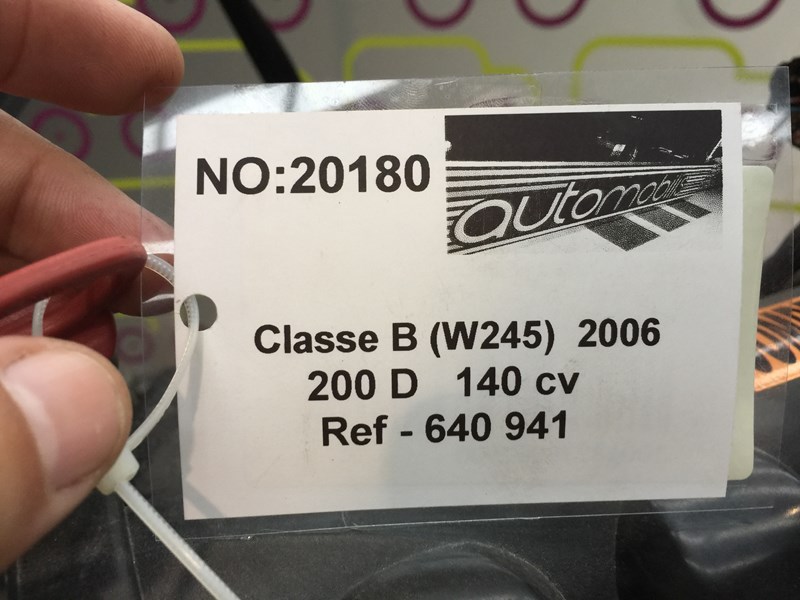 NO:20180
automobile
Classe B (W245) 2006
200 D 140 cv
Ref - 640 941